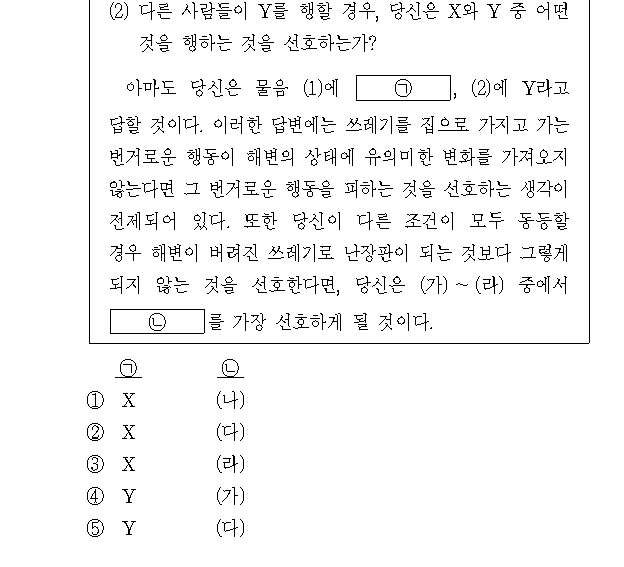 (2) 다른 사람들이 Y를 행할 경우, 당신은 X와 Y 중 어떤
것을 행하는 것을 선호하는가?
아마도 당신은 물음 (1)에 ㉠, (2)에 Y라고
답할 것이다. 이러한 답변에는 쓰레기를 집으로 가지고 가는
번거로운 행동이 해변의 상태에 유의미한 변화를 가져오지
않는다면 그 번거로운 행동을 피하는 것을 선호하는 생각이
전제되어 있다. 또한 당신이 다른 조건이 모두 동등할
경우 해변이 버려진 쓰레기로 난장판이 되는 것보다 그렇게
되지 않는 것을 선호한다면, 당신은 (가) ~ (라) 중에서
㉡를 가장 선호하게 될 것이다.
㉠ ㉡
① X (나)
② X (다)
③ X (라)
④ Y (가)
⑤ Y (다)